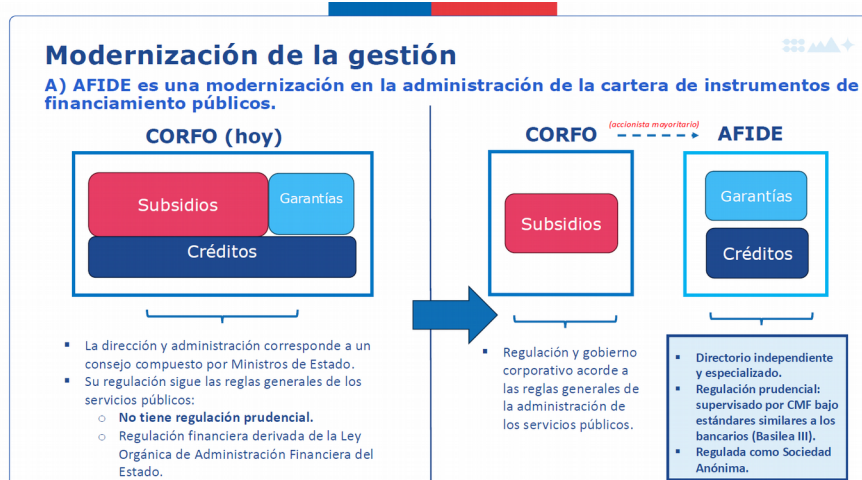 Modernización de la gestión
A) AFIDE es una modernización en la administración de la cartera de instrumentos de
financiamiento públicos.
CORFO (hoy)
Subsidios
Garantías
Créditos
▪ La dirección y administración corresponde a un
consejo compuesto por Ministros de Estado.
▪ Su regulación sigue las reglas generales de los
servicios públicos:
o No tiene regulación prudencial.
o Regulación financiera derivada de la Ley
Orgánica de Administración Financiera del
Estado.
CORFO
(accionista mayoritario)
AFIDE
Subsidios
Garantías
Créditos
▪ Regulación y gobierno
corporativo acorde a
las reglas generales de
la administración de
los servicios públicos.
▪ Directorio independiente
y especializado.
▪ Regulación prudencial:
supervisado por CMF bajo
estándares similares a los
bancarios (Basilea III).
▪ Regulada como Sociedad
Anónima.